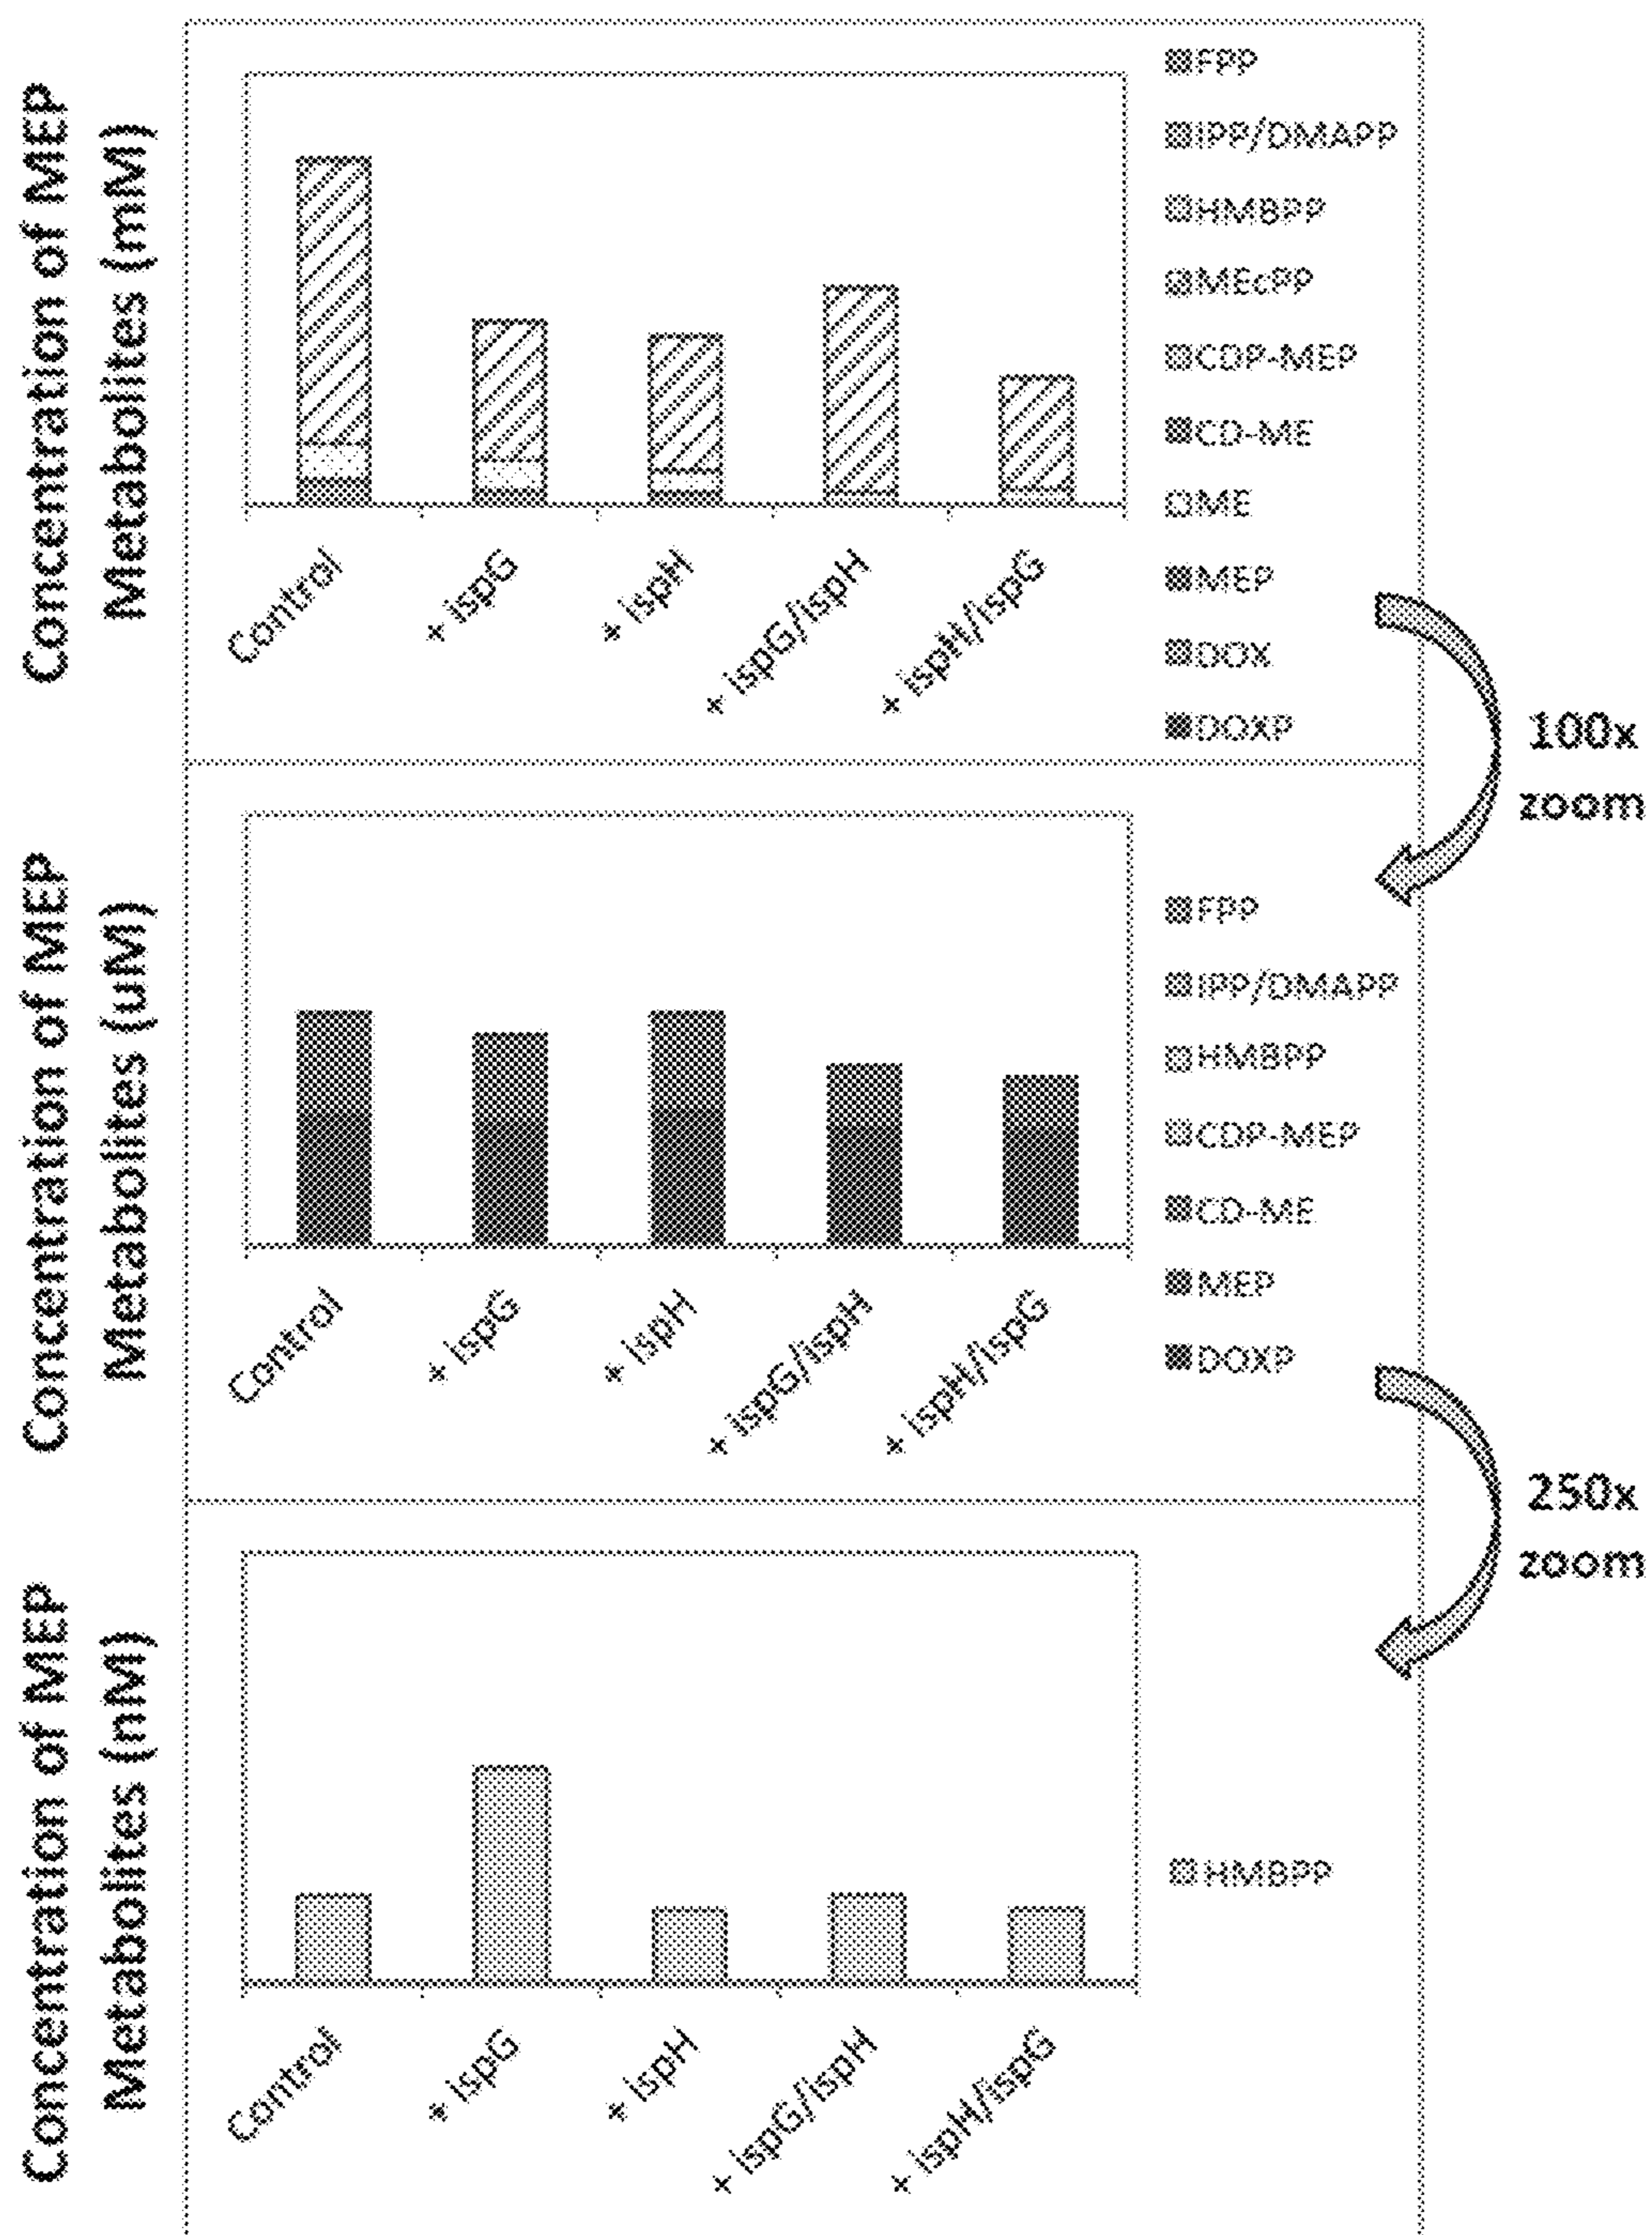 Concentration of MEP
Metabolites (mM)
FPP
IPP/DMAPP
HMBPP
MEcPP
CDP-MEP
CD-ME
ME
MEP
DOX
DOXP
Control
+ ispG
+ ispH
+ ispG/ispH
+ ispH/ispG
100x
zoom
Concentration of MEP
Metabolites (uM)
FPP
IPP/DMAPP
HMBPP
CDP-MEP
CD-ME
MEP
DOXP
Control
+ ispG
+ ispH
+ ispG/ispH
+ ispH/ispG
250x
zoom
Concentration of MEP
Metabolites (nM)
HMBPP
Control
+ ispG
+ ispH
+ ispG/ispH
+ ispH/ispG